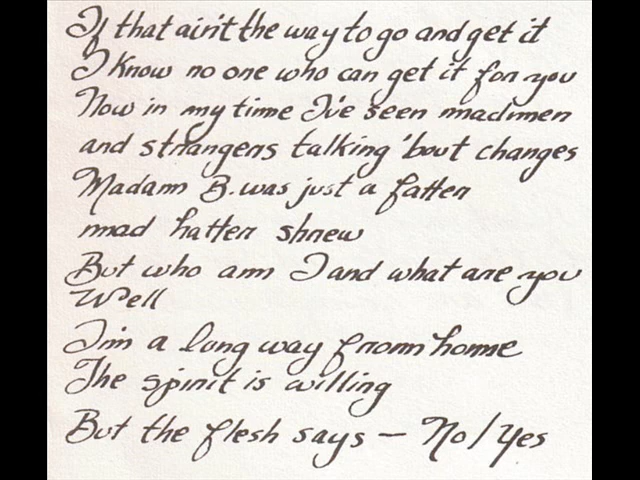 If that ain't the way to go and get it
I know no one who can get it for you
Now in my time I've seen madmen
and strangers talking 'bout changes
Madam B. was just a fatter
mad hatter shrew
But who am I and what are you
Well
I'm a long way from home
The spirit is willing
But the flesh says — No/Yes